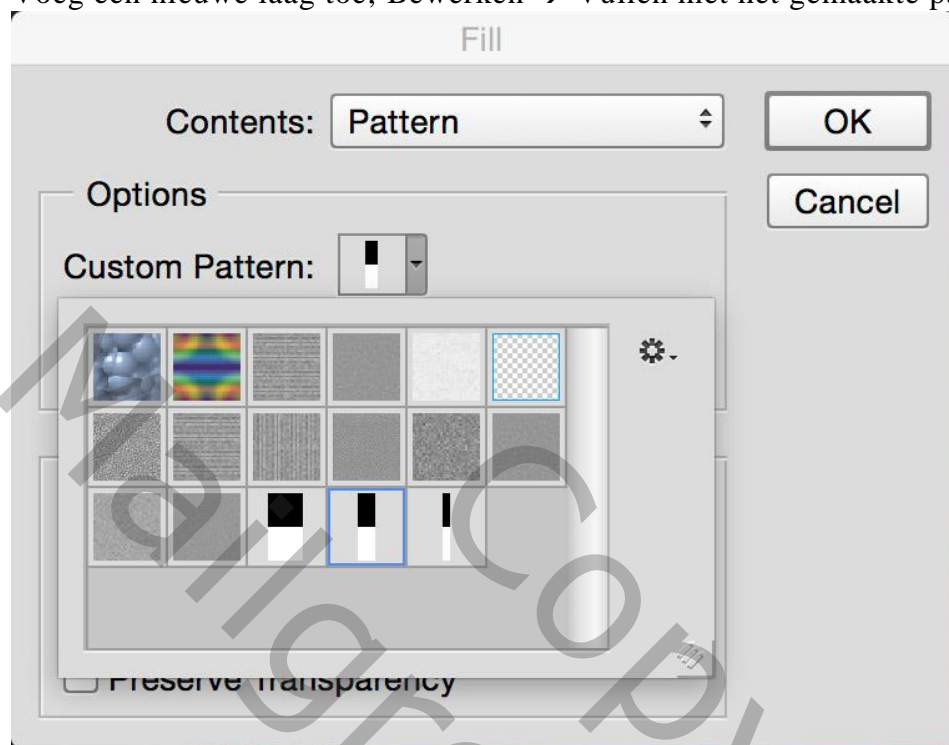 Voeg een nieuwe laag toe; Bewerken → Vullen met het gemaakte
Fill
Contents: Pattern
OK
Options
Cancel
Custom Pattern:
Preserve Transparency
Copy